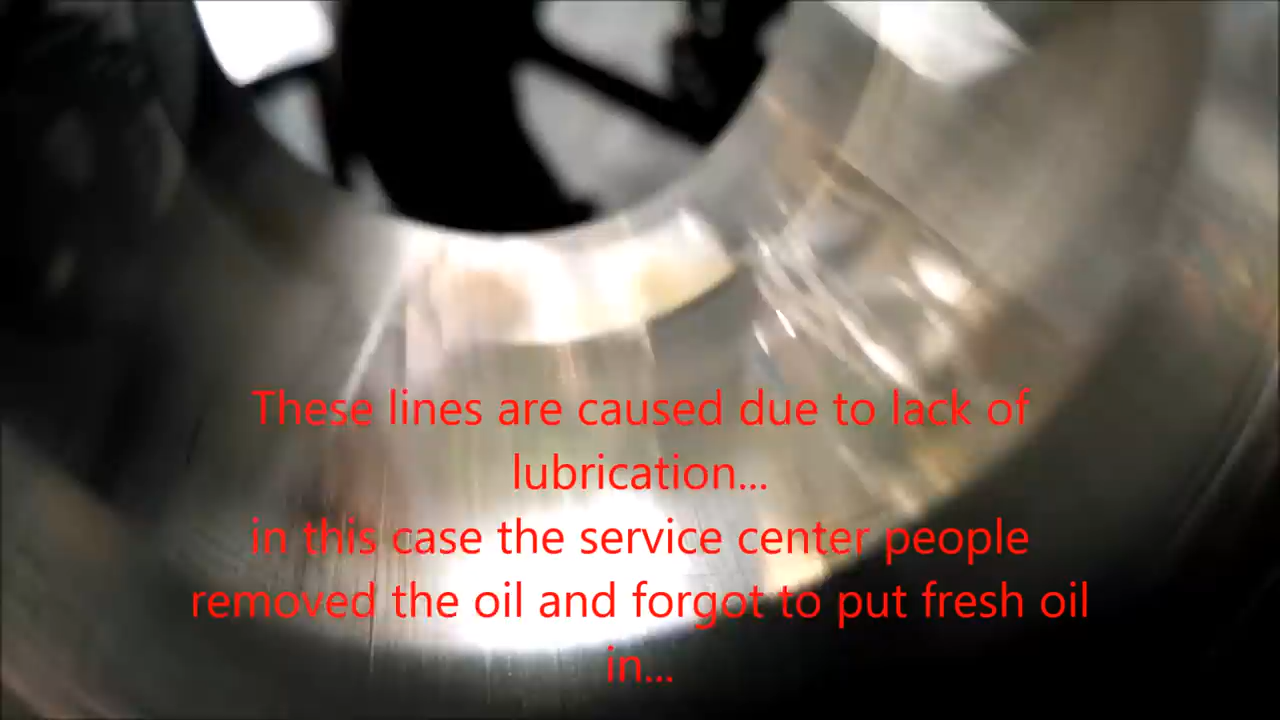 These lines are caused due to lack of
lubrication...
in this case the service center people
removed the oil and forgot to put fresh oil
in...